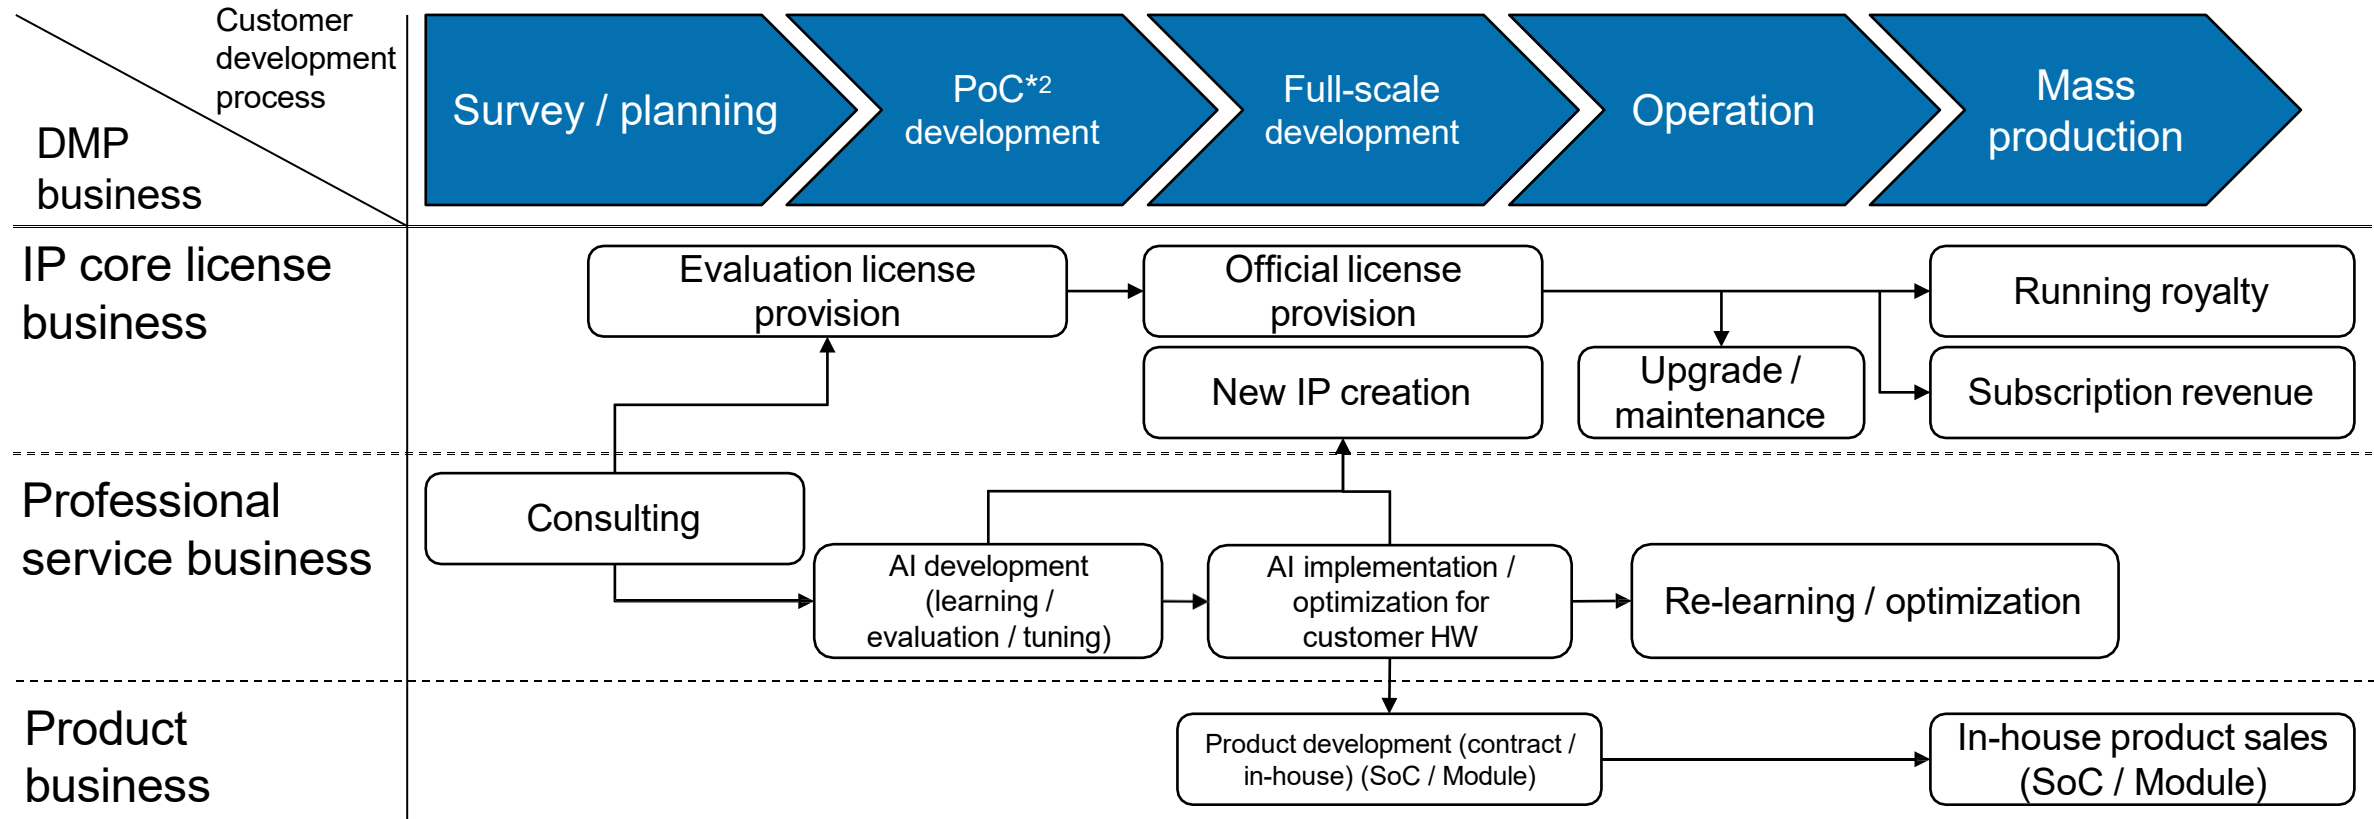 Customer
development
process
DMP
business
Survey / planning
PoC*2
development
Full-scale
development
Operation
Mass
production
IP core license
business
Evaluation license
provision
Official license
provision
Running royalty
New IP creation
Upgrade /
maintenance
Subscription revenue
Professional
service business
Consulting
AI development
(learning /
evaluation / tuning)
AI implementation /
optimization for
customer HW
Re-learning / optimization
Product
business
Product development (contract /
in-house) (SoC / Module)
In-house product sales
(SoC / Module)